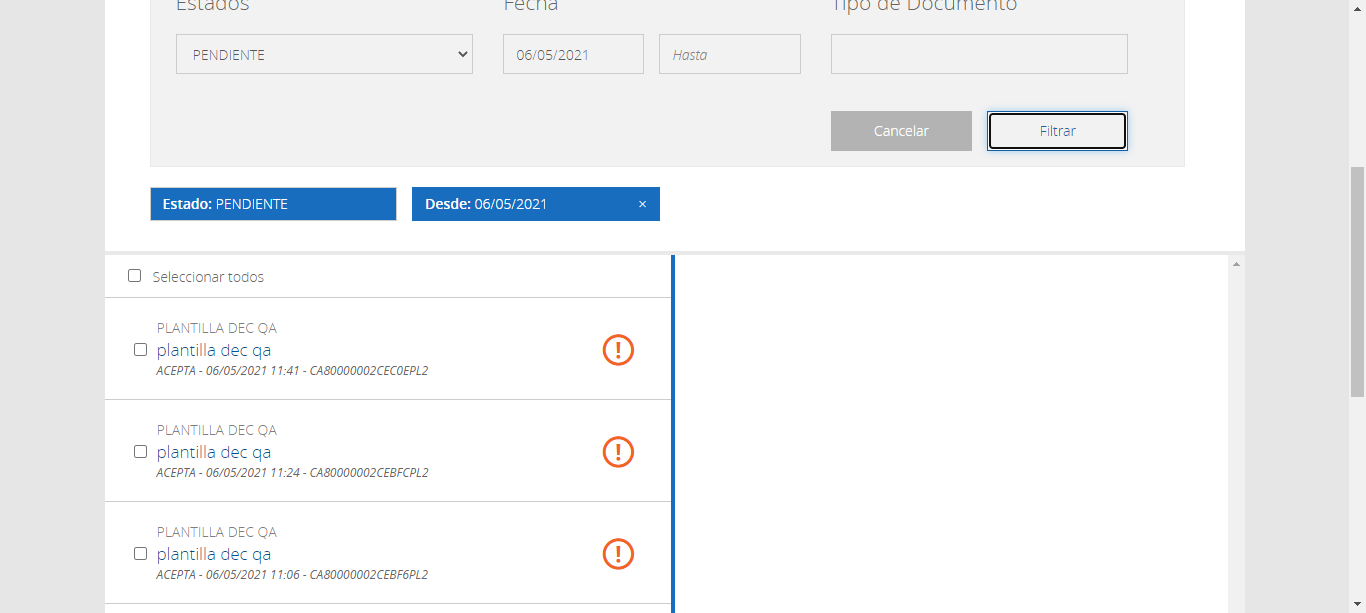 Estados
Fecha
Tipo de Documento
PENDIENTE
06/05/2021
Hasta
Cancelar
Filtrar
Estado: PENDIENTE
Desde: 06/05/2021 ×
Seleccionar todos
PLANTILLA DEC QA
plantilla dec qa
ACEPTA - 06/05/2021 11:41 - CA80000002CEC0EPL2
PLANTILLA DEC QA
plantilla dec qa
ACEPTA - 06/05/2021 11:24 - CA80000002CEBFCPL2
PLANTILLA DEC QA
plantilla dec qa
ACEPTA - 06/05/2021 11:06 - CA80000002CEBF6PL2